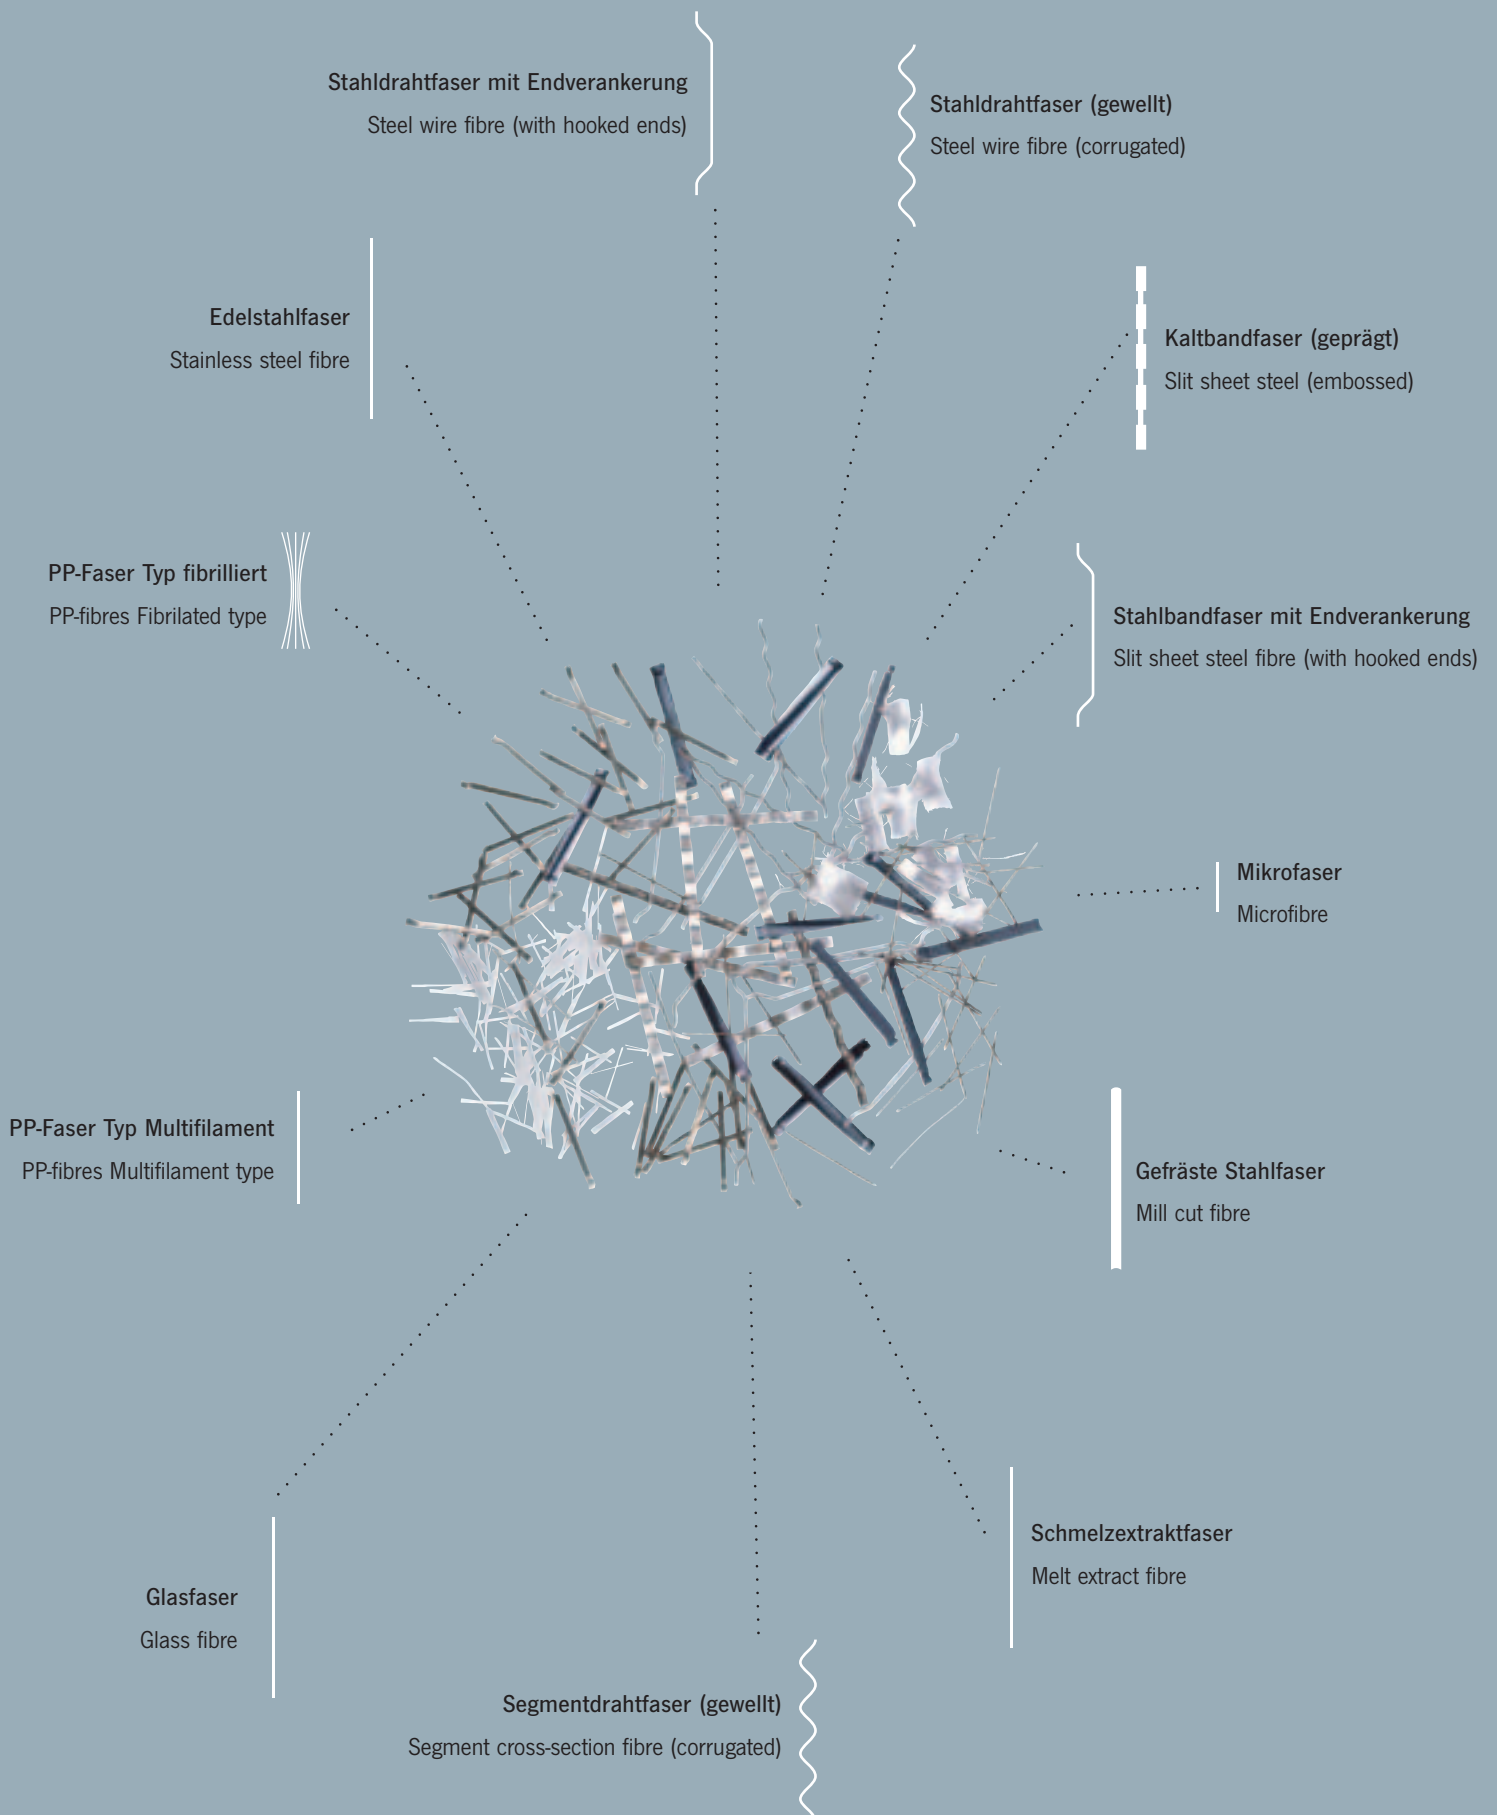 Stahldrahtfaser mit Endverankerung
Steel wire fibre (with hooked ends)
Stahldrahtfaser (gewellt)
Steel wire fibre (corrugated)
Edelstahlfaser
Stainless steel fibre
Kaltbandfaser (geprägt)
Slit sheet steel (embossed)
PP-Faser Typ fibrilliert
PP-fibres Fibrilated type
Stahlbandfaser mit Endverankerung
Slit sheet steel fibre (with hooked ends)
Mikrofaser
Microfibre
PP-Faser Typ Multifilament
PP-fibres Multifilament type
Gefräste Stahlfaser
Mill cut fibre
Schmelzextraktfaser
Melt extract fibre
Glasfaser
Glass fibre
Segmentdrahtfaser (gewellt)
Segment cross-section fibre (corrugated)